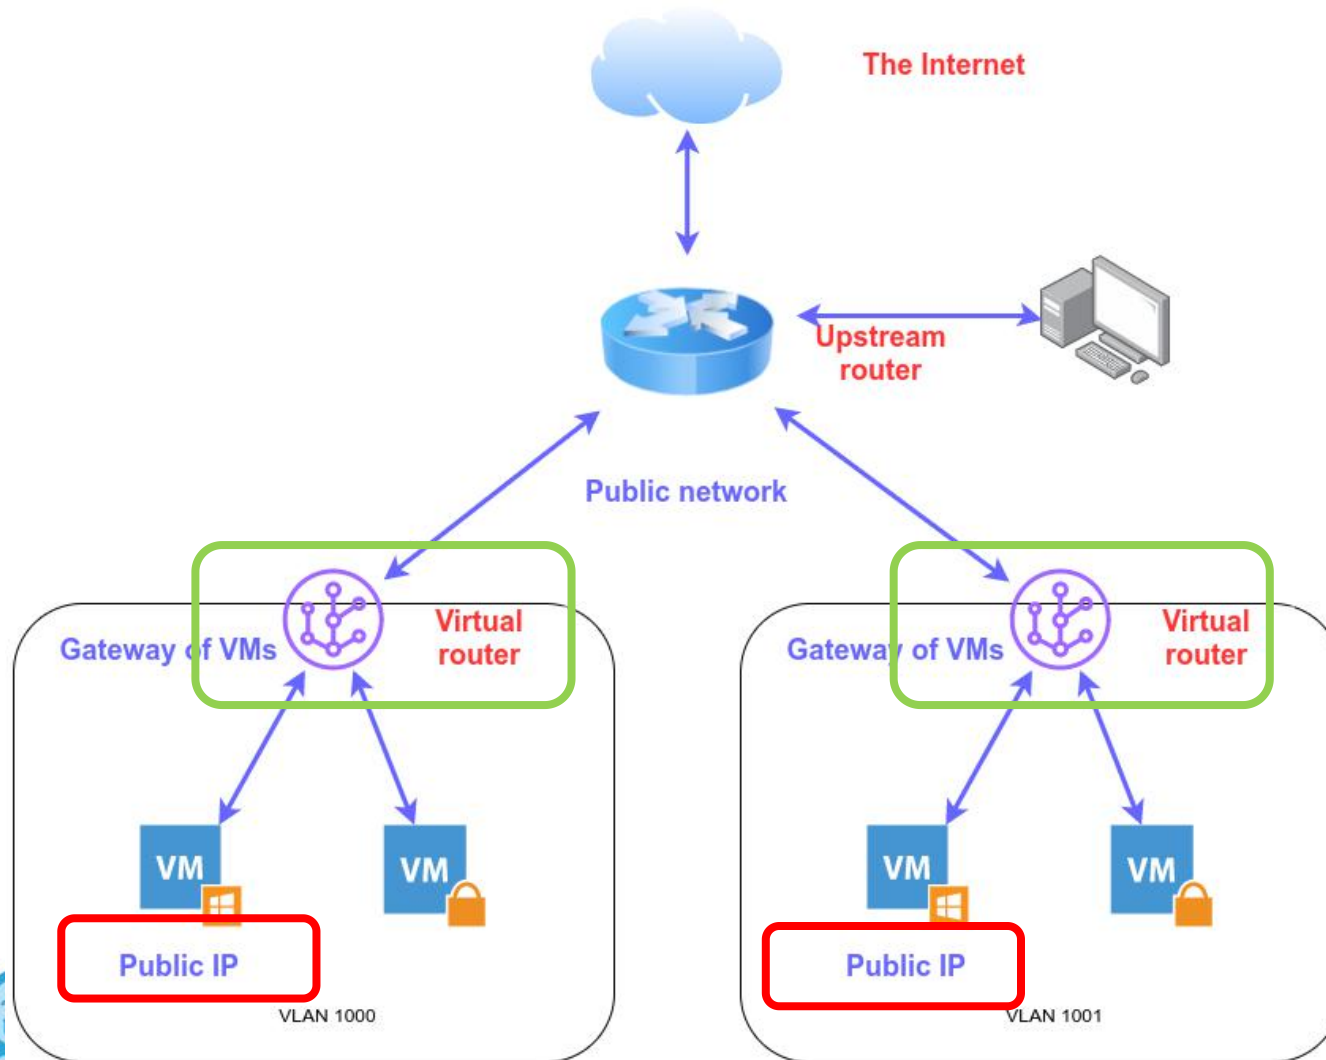 The Internet
Upstream
router
Public network
Gateway of VMs
Virtual
router
Gateway of VMs
Virtual
router
VM
VM
VM
VM
Public IP
Public IP
VLAN 1000
VLAN 1001